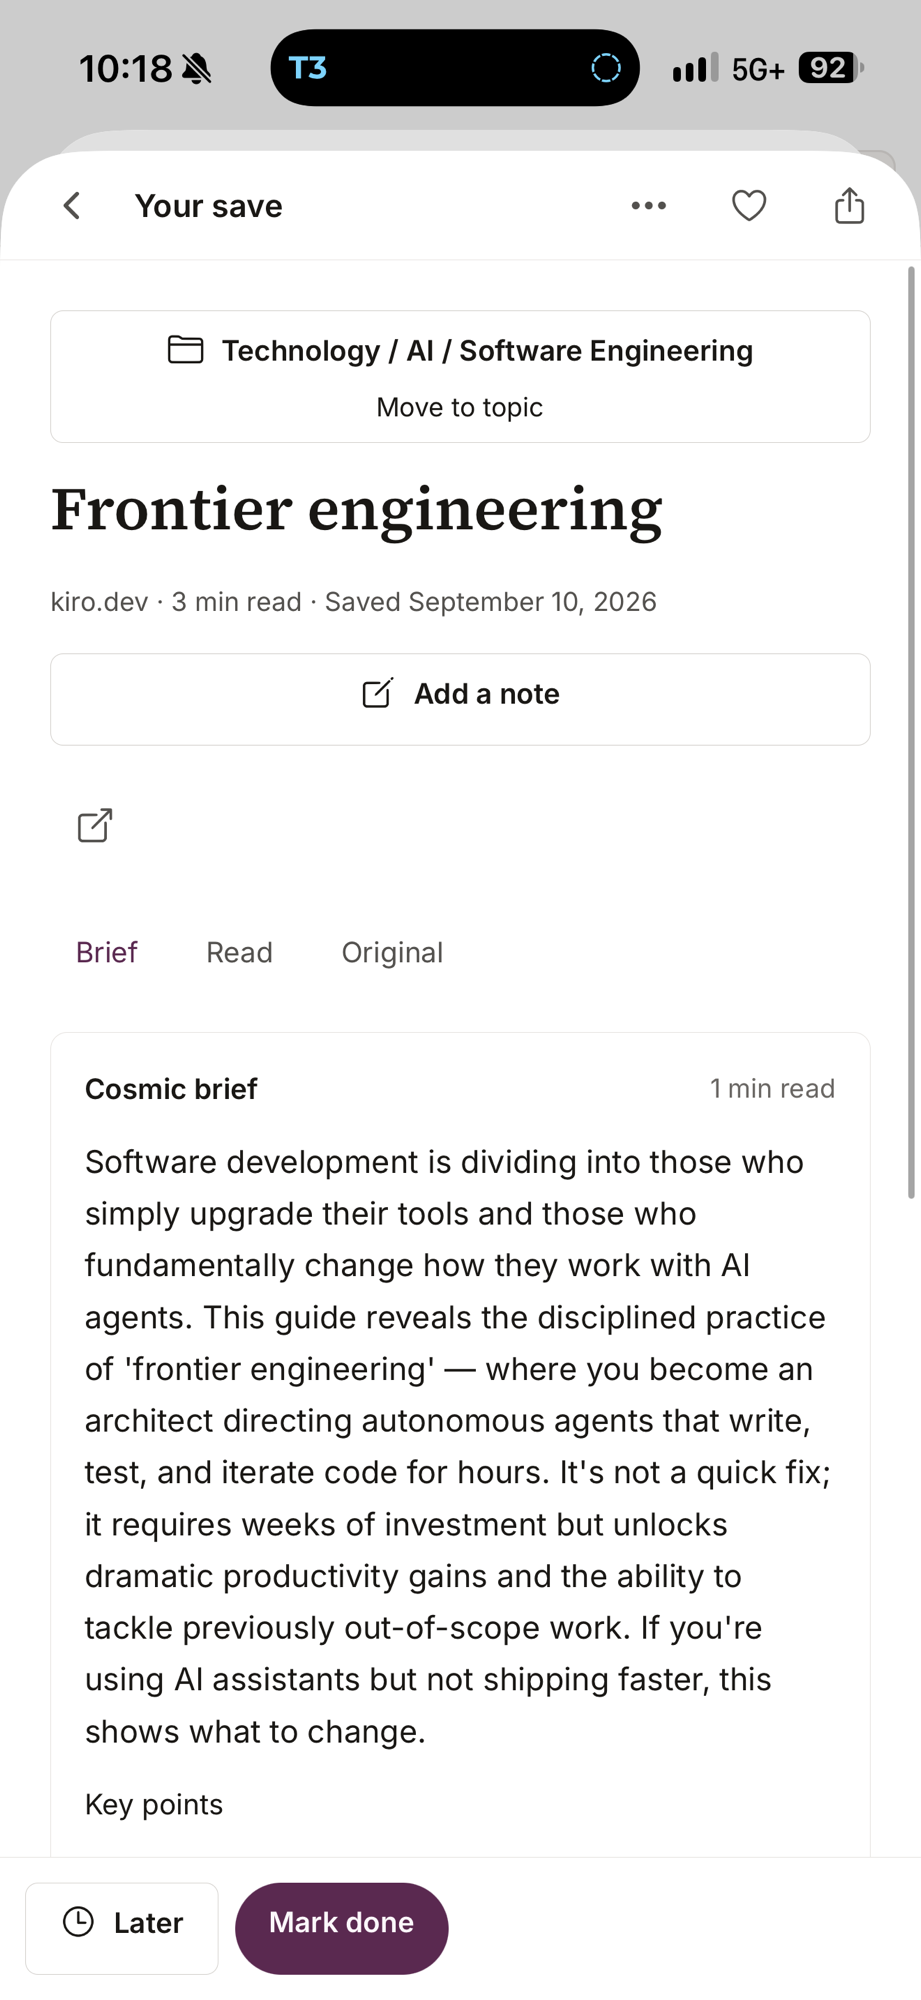 10:18
T3
5G+
92
Your save
Technology / AI / Software Engineering
Move to topic
Frontier engineering
kiro.dev · 3 min read · Saved September 10, 2026
Add a note
Brief
Read
Original
Cosmic brief
1 min read
Software development is dividing into those who
simply upgrade their tools and those who
fundamentally change how they work with AI
agents. This guide reveals the disciplined practice
of 'frontier engineering' — where you become an
architect directing autonomous agents that write,
test, and iterate code for hours. It's not a quick fix;
it requires weeks of investment but unlocks
dramatic productivity gains and the ability to
tackle previously out-of-scope work. If you're
using AI assistants but not shipping faster, this
shows what to change.
Key points
Later
Mark done